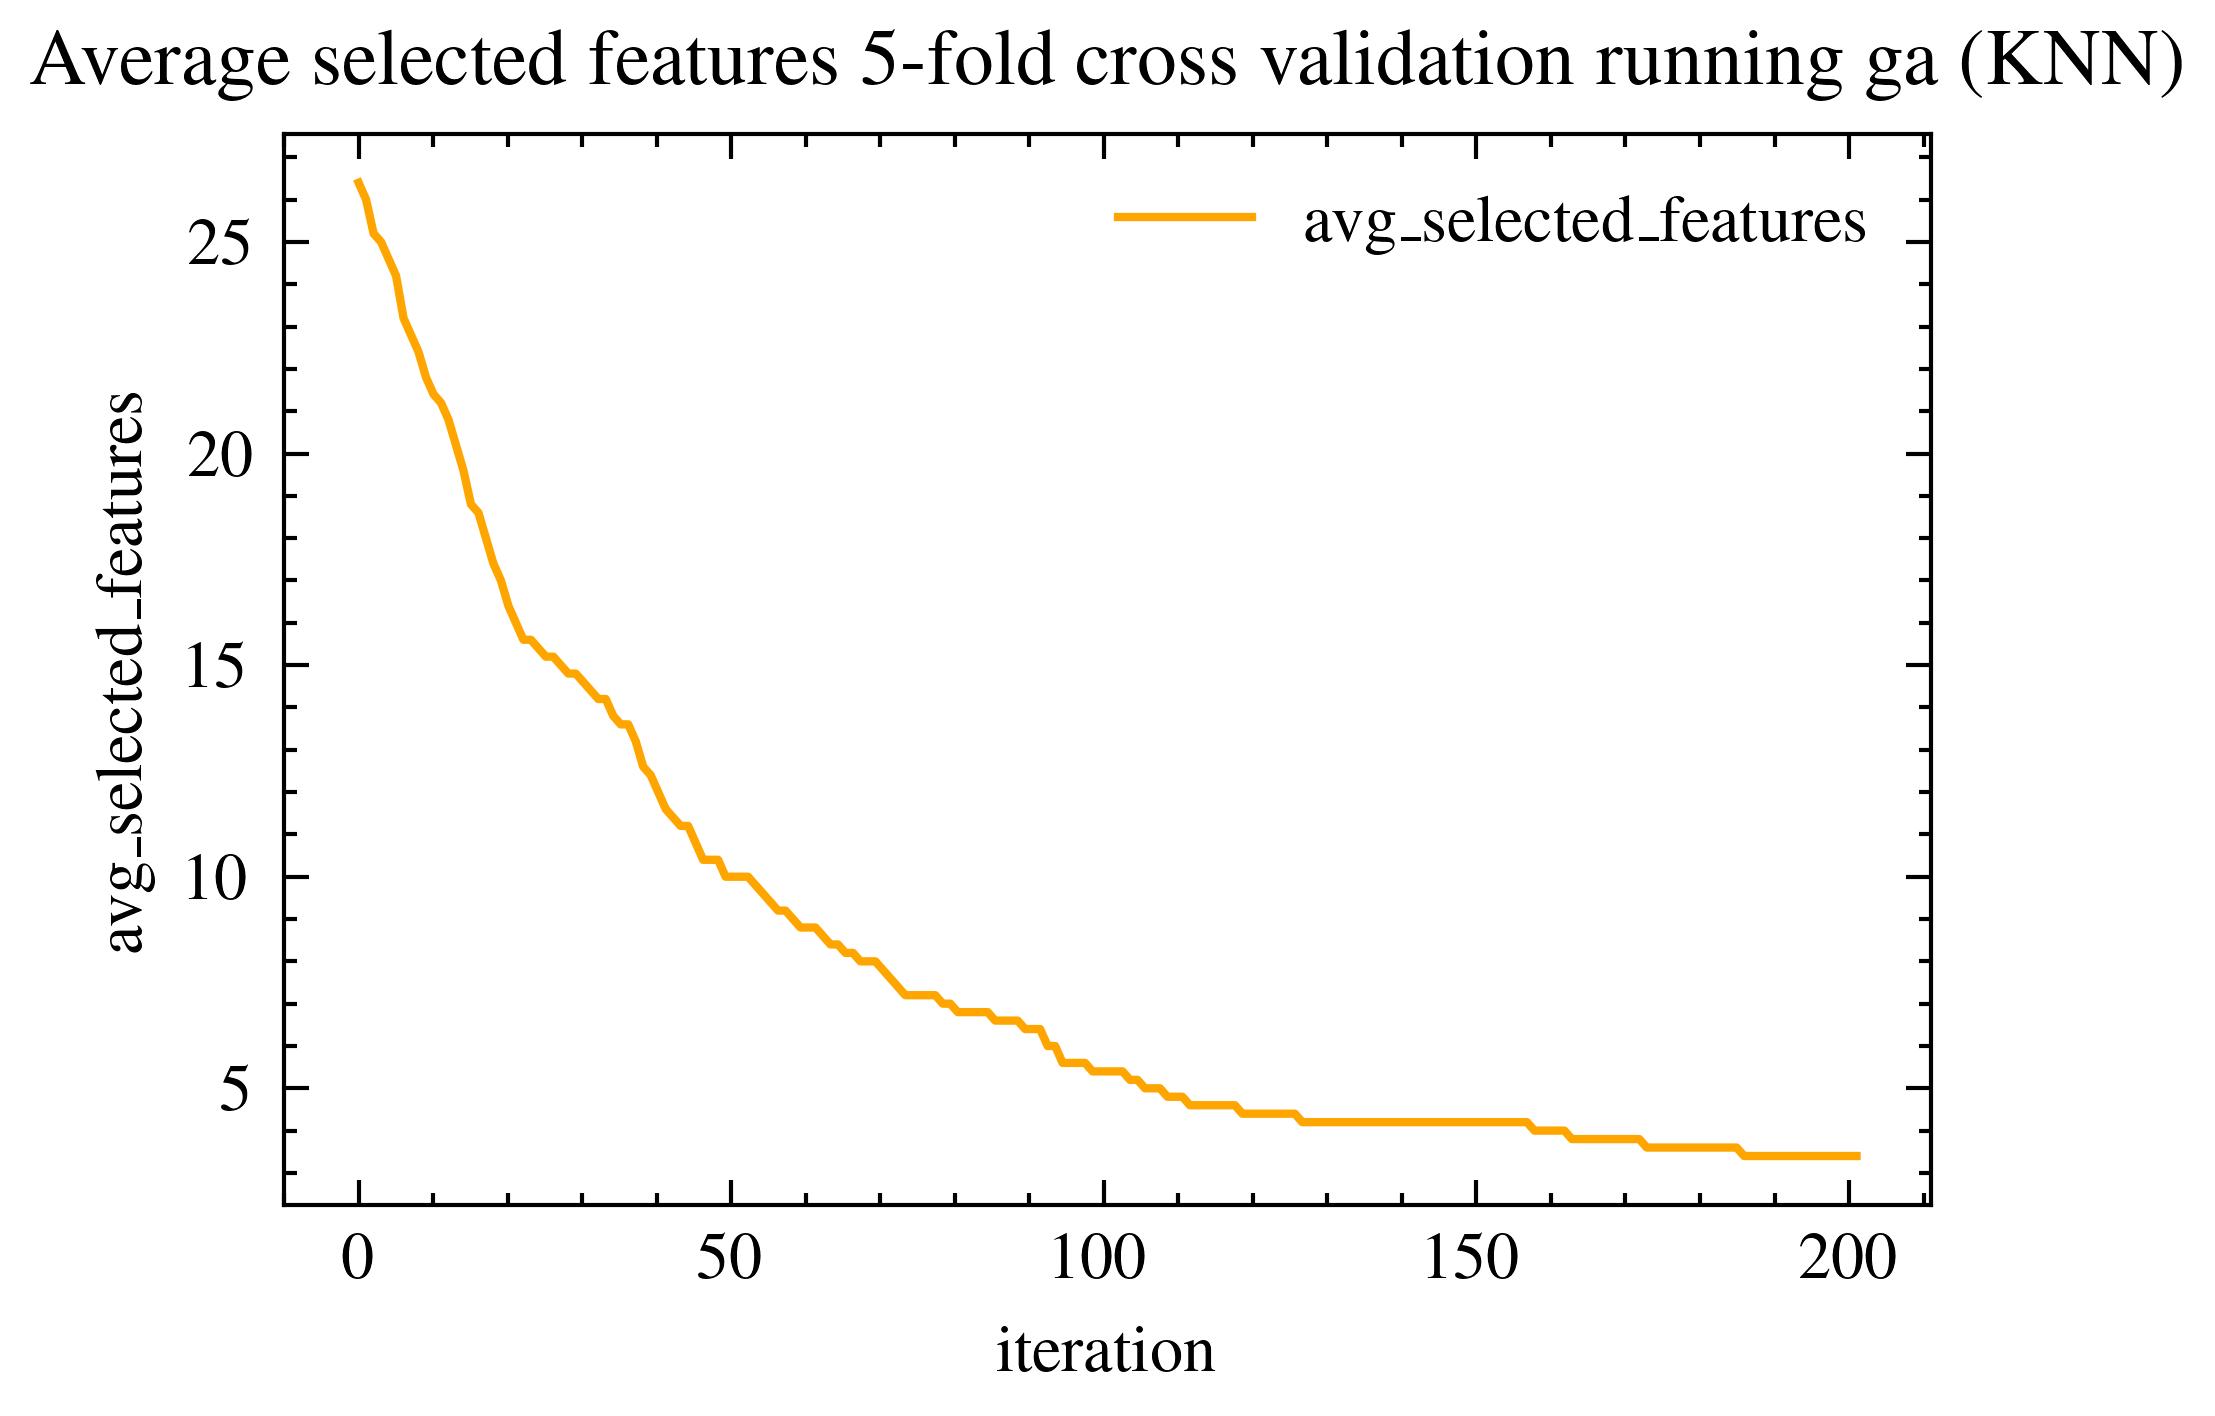 Average selected features 5-fold cross validation running ga (KNN)
avg_selected_features
avg_selected_features
25
20
15
10
5
0 50 100 150 200
iteration